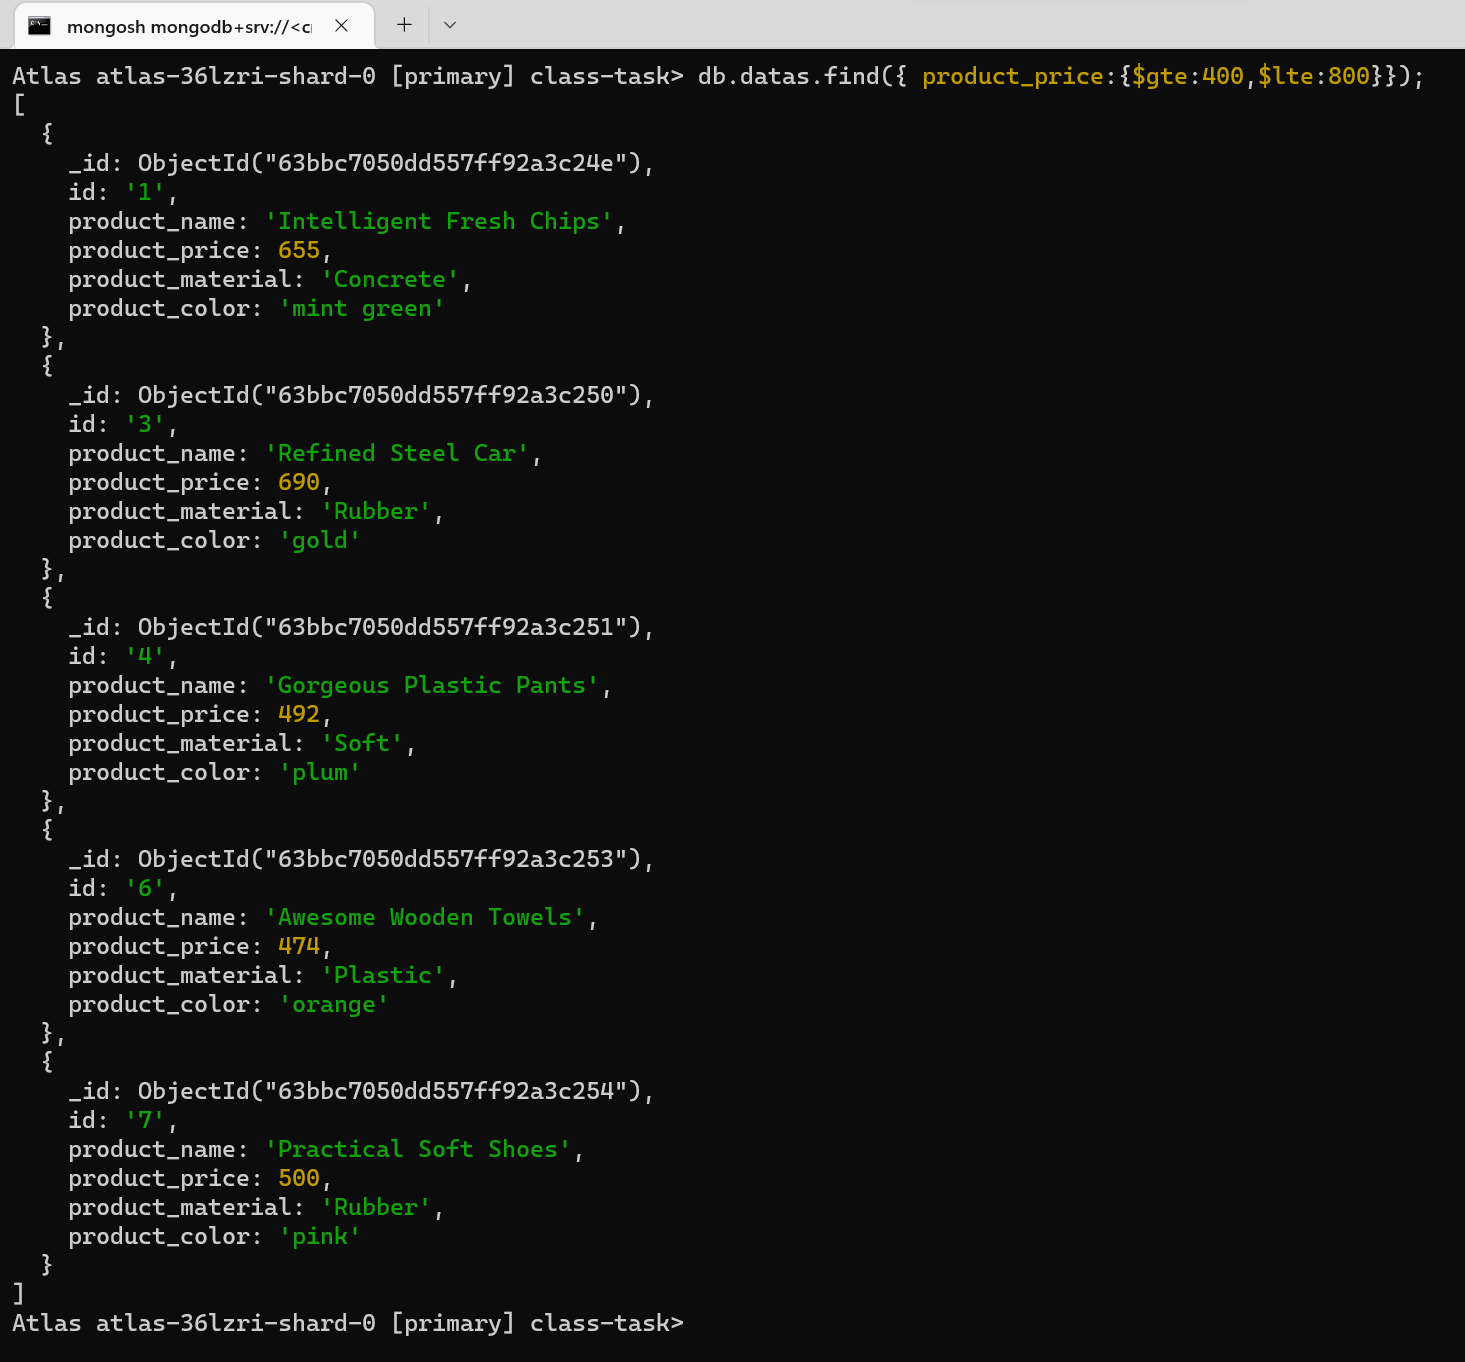 mongosh mongodb+srv://<cr
Atlas atlas-36lzri-shard-0 [primary] class-task> db.datas.find({ product_price:{$gte:400,$lte:800}});
[
  {
    _id: ObjectId("63bbc7050dd557ff92a3c24e"),
    id: '1',
    product_name: 'Intelligent Fresh Chips',
    product_price: 655,
    product_material: 'Concrete',
    product_color: 'mint green'
  },
  {
    _id: ObjectId("63bbc7050dd557ff92a3c250"),
    id: '3',
    product_name: 'Refined Steel Car',
    product_price: 690,
    product_material: 'Rubber',
    product_color: 'gold'
  },
  {
    _id: ObjectId("63bbc7050dd557ff92a3c251"),
    id: '4',
    product_name: 'Gorgeous Plastic Pants',
    product_price: 492,
    product_material: 'Soft',
    product_color: 'plum'
  },
  {
    _id: ObjectId("63bbc7050dd557ff92a3c253"),
    id: '6',
    product_name: 'Awesome Wooden Towels',
    product_price: 474,
    product_material: 'Plastic',
    product_color: 'orange'
  },
  {
    _id: ObjectId("63bbc7050dd557ff92a3c254"),
    id: '7',
    product_name: 'Practical Soft Shoes',
    product_price: 500,
    product_material: 'Rubber',
    product_color: 'pink'
  }
]
Atlas atlas-36lzri-shard-0 [primary] class-task>